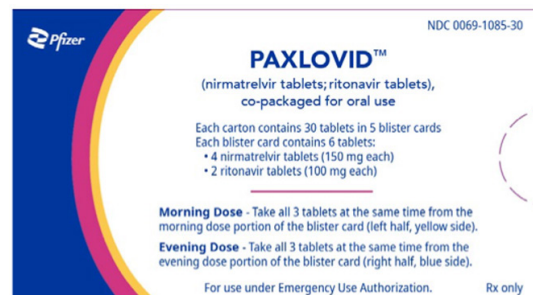 NDC 0069-1085-30
Pfizer
PAXLOVID™
(nirmatrelvir tablets; ritonavir tablets),
co-packaged for oral use
Each carton contains 30 tablets in 5 blister cards
Each blister card contains 6 tablets:
• 4 nirmatrelvir tablets (150 mg each)
• 2 ritonavir tablets (100 mg each)
Morning Dose - Take all 3 tablets at the same time from the
morning dose portion of the blister card (left half, yellow side).
Evening Dose - Take all 3 tablets at the same time from the
evening dose portion of the blister card (right half, blue side).
For use under Emergency Use Authorization. Rx only